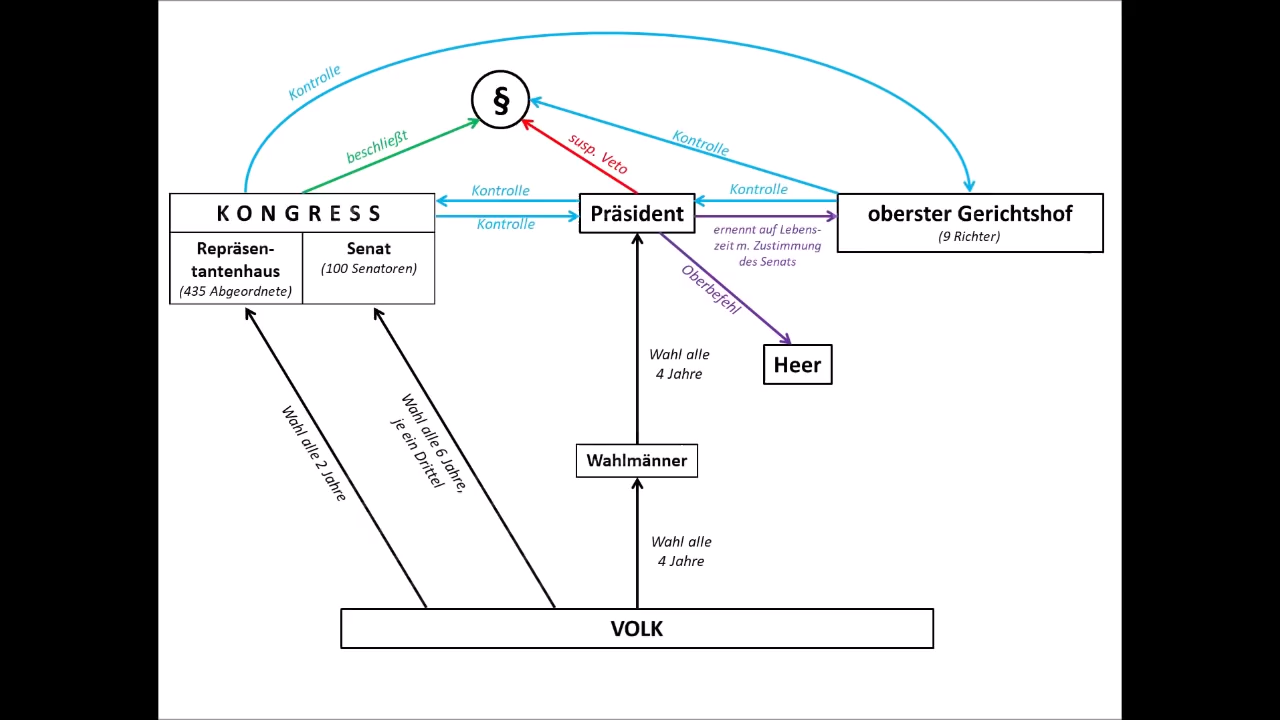 Kontrolle
§
beschließt
susp. Veto
Kontrolle
Kontrolle
Kontrolle
Kontrolle
KONGRESS
Repräsen-
tantenhaus
(435 Abgeordnete)
Senat
(100 Senatoren)
Präsident
ernennt auf Lebens-
zeit m. Zustimmung
des Senats
oberster Gerichtshof
(9 Richter)
Oberbefehl
Heer
Wahl alle
4 Jahre
Wahl alle 2 Jahre
Wahl alle 6 Jahre,
je ein Drittel
Wahlmänner
Wahl alle
4 Jahre
VOLK